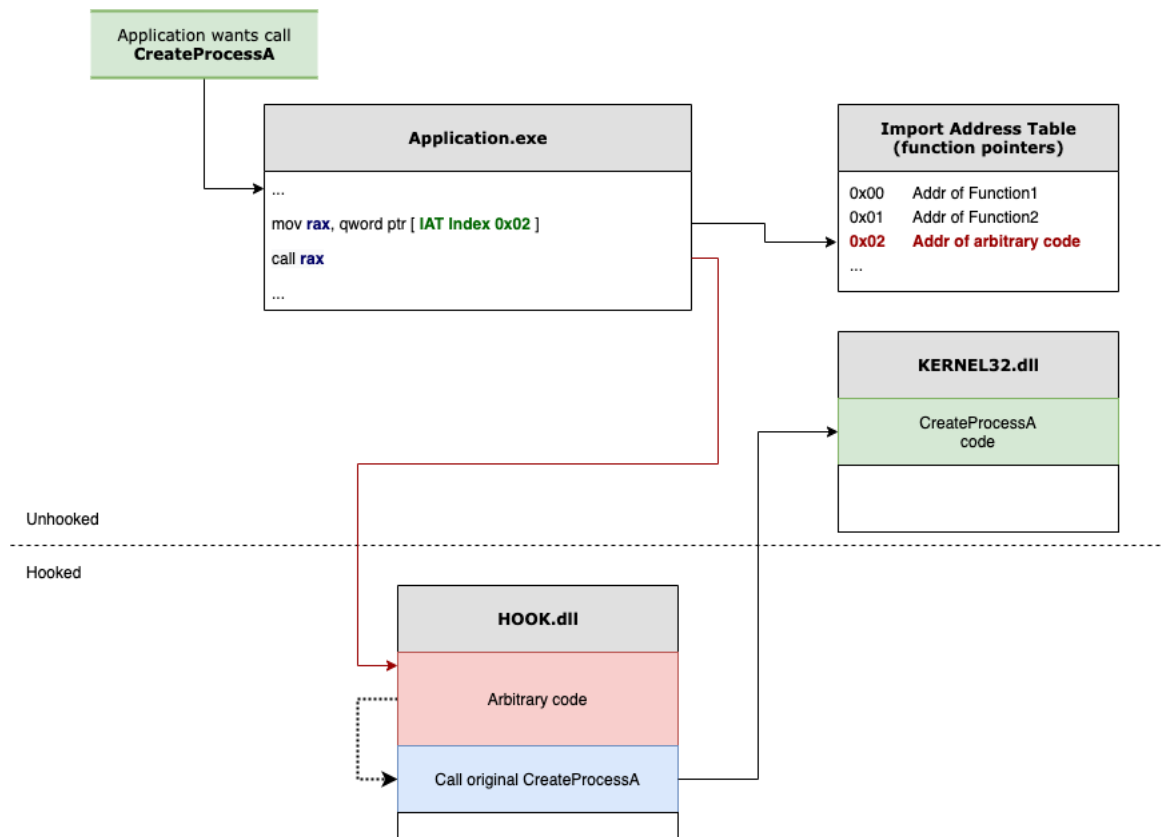 Application wants call
CreateProcessA
Application.exe
...
mov rax, qword ptr [ IAT Index 0x02 ]
call rax
...
Import Address Table
(function pointers)
0x00 Addr of Function1
0x01 Addr of Function2
0x02 Addr of arbitrary code
...
KERNEL32.dll
CreateProcessA
code
Unhooked
Hooked
HOOK.dll
Arbitrary code
Call original CreateProcessA